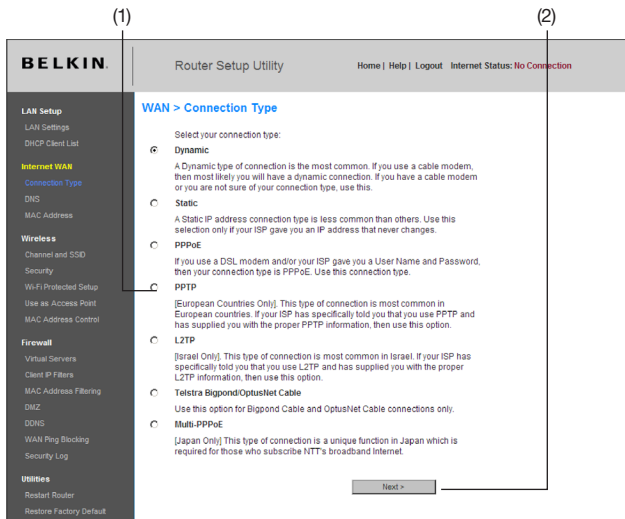 (1)
(2)
BELKIN.
Router Setup Utility
Home | Help | Logout Internet Status: No Connection
LAN Setup
LAN Settings
DHCP Client List
Internet WAN
Connection Type
DNS
MAC Address
Wireless
Channel and SSID
Security
Wi-Fi Protected Setup
Use as Access Point
MAC Address Control
Firewall
Virtual Servers
Client IP Filters
MAC Address Filtering
DMZ
DDNS
WAN Ping Blocking
Security Log
Utilities
Restart Router
Restore Factory Default
WAN > Connection Type
Select your connection type:
Dynamic
A Dynamic type of connection is the most common. If you use a cable modem,
then most likely you will have a dynamic connection. If you have a cable modem
or you are not sure of your connection type, use this.
Static
A Static IP address connection type is less common than others. Use this
selection only if your ISP gave you an IP address that never changes.
PPPoE
If you use a DSL modem and/or your ISP gave you a User Name and Password,
then your connection type is PPPoE. Use this connection type.
PPTP
[European Countries Only]. This type of connection is most common in
European countries. If your ISP has specifically told you that you use PPTP and
has supplied you with the proper PPTP information, then use this option.
L2TP
[Israel Only]. This type of connection is most common in Israel. If your ISP has
specifically told you that you use L2TP and has supplied you with the proper
L2TP information, then use this option.
Telstra Bigpond/OptusNet Cable
Use this option for Bigpond Cable and OptusNet Cable connections only.
Multi-PPPoE
[Japan Only] This type of connection is a unique function in Japan which is
required for those who subscribe NTT's broadband Internet.
Next >